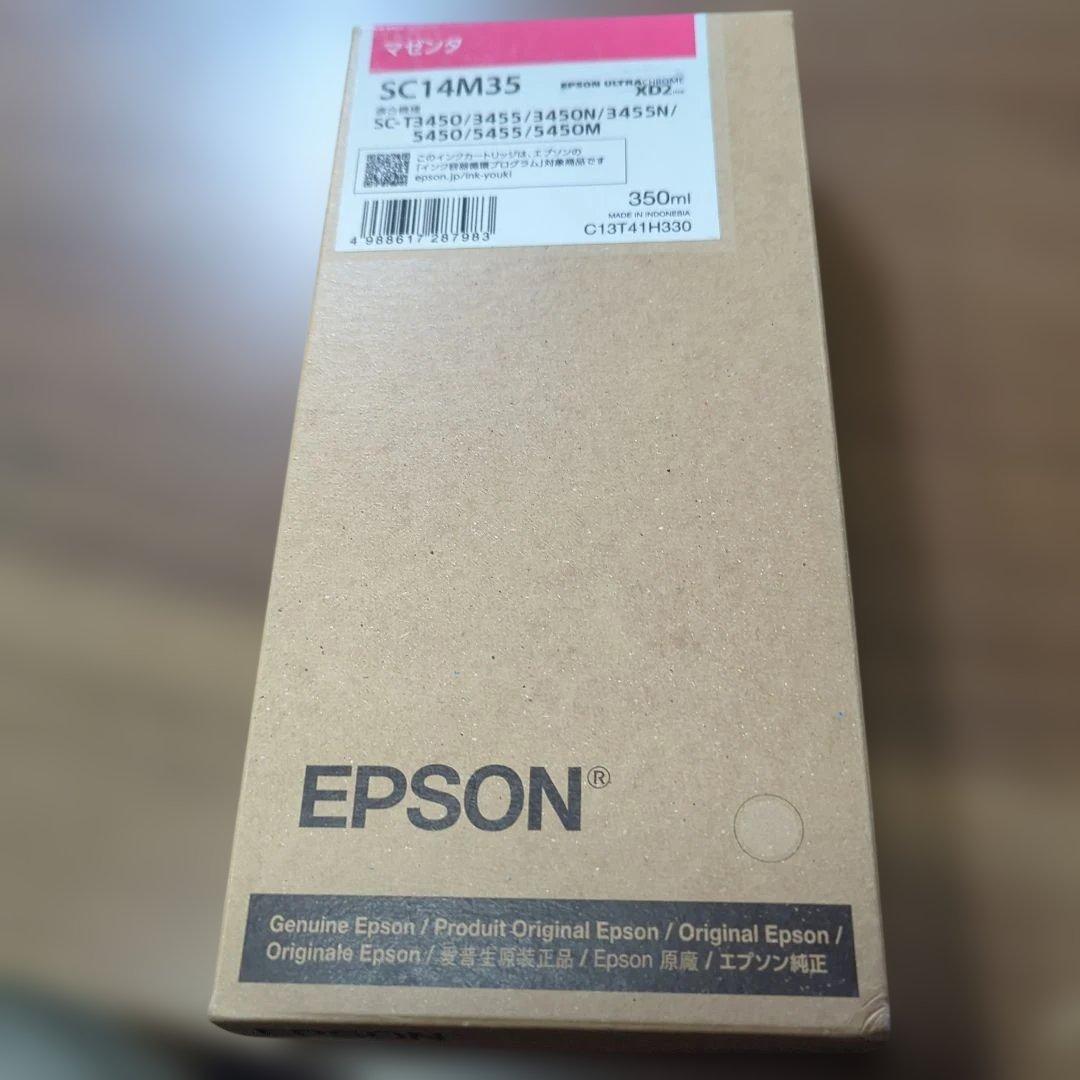 マゼンタ
SC14M35
EPSON ULTRACHROME
XD2
適合機種
SC-T3450/3455/3450N/3455N/
5450/5455/5450M
このインクカートリッジは、エプソンの
「インク容器循環プログラム」対象商品です
epson.jp/ink-youki
350ml
MADE IN INDONESIA
C13T41H330
4 988617 287983
EPSON®
Genuine Epson / Produit Original Epson / Original Epson /
Originale Epson / 爱普生原装正品 / Epson 原廠 / エプソン純正
EPSON